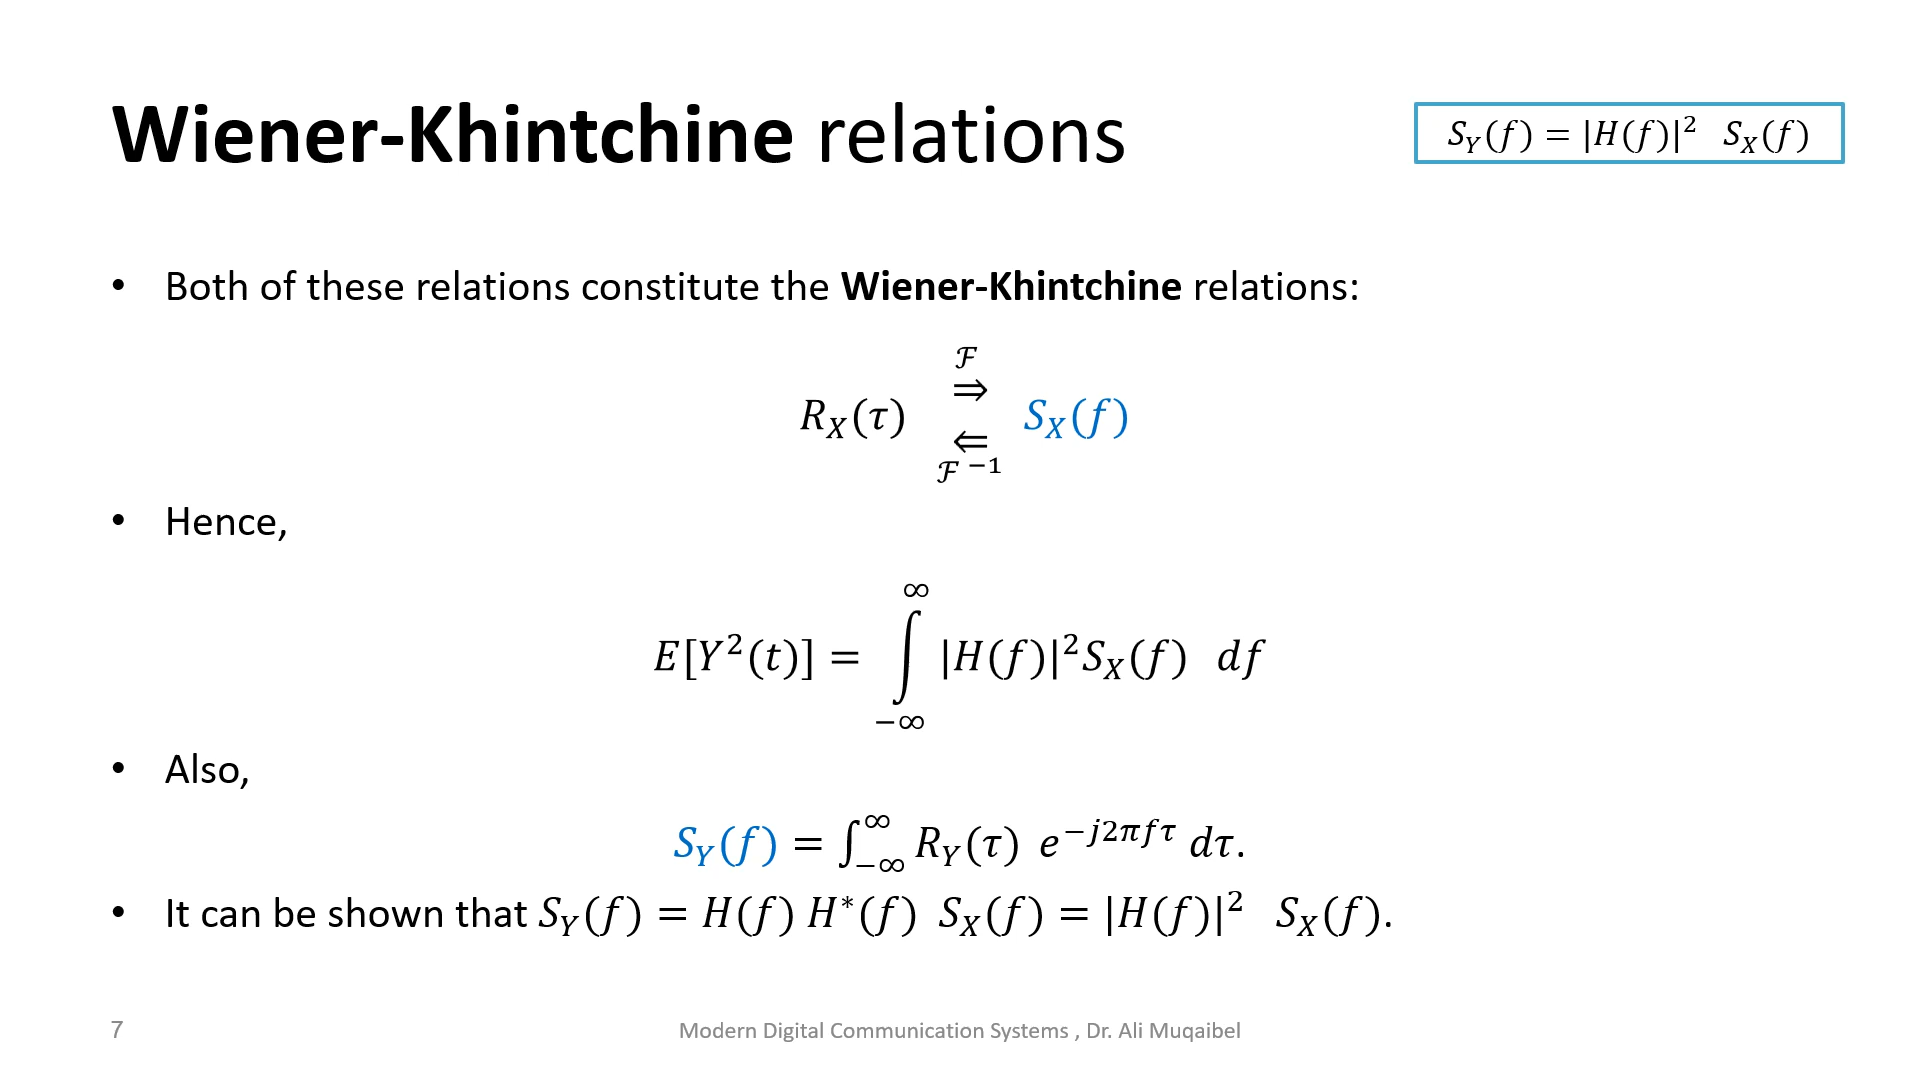 Wiener-Khintchine relations
S_Y(f) = |H(f)|² S_X(f)
• Both of these relations constitute the Wiener-Khintchine relations:
ℱ
⇒
R_X(τ) S_X(f)
⇐
ℱ⁻¹
• Hence,
E[Y²(t)] = ∫_{−∞}^{∞} |H(f)|² S_X(f) df
• Also,
S_Y(f) = ∫_{−∞}^{∞} R_Y(τ) e^{−j2πfτ} dτ.
• It can be shown that S_Y(f) = H(f) H*(f) S_X(f) = |H(f)|² S_X(f).
7
Modern Digital Communication Systems , Dr. Ali Muqaibel